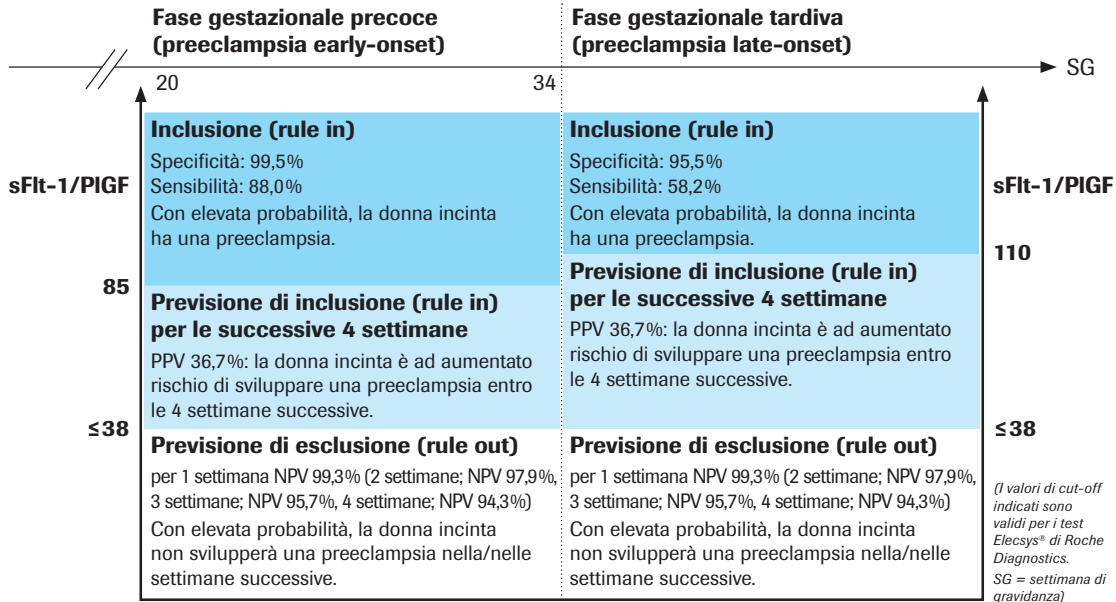 Fase gestazionale precoce
(preeclampsia early-onset)
Fase gestazionale tardiva
(preeclampsia late-onset)
SG
20
34
sFlt-1/PlGF
85
≤38
Inclusione (rule in)
Specificità: 99,5%
Sensibilità: 88,0%
Con elevata probabilità, la donna incinta
ha una preeclampsia.
Previsione di inclusione (rule in)
per le successive 4 settimane
PPV 36,7%: la donna incinta è ad aumentato
rischio di sviluppare una preeclampsia entro
le 4 settimane successive.
Previsione di esclusione (rule out)
per 1 settimana NPV 99,3% (2 settimane; NPV 97,9%,
3 settimane; NPV 95,7%, 4 settimane; NPV 94,3%)
Con elevata probabilità, la donna incinta
non svilupperà una preeclampsia nella/nelle
settimane successive.
Inclusione (rule in)
Specificità: 95,5%
Sensibilità: 58,2%
Con elevata probabilità, la donna incinta
ha una preeclampsia.
Previsione di inclusione (rule in)
per le successive 4 settimane
PPV 36,7%: la donna incinta è ad aumentato
rischio di sviluppare una preeclampsia entro
le 4 settimane successive.
Previsione di esclusione (rule out)
per 1 settimana NPV 99,3% (2 settimane; NPV 97,9%,
3 settimane; NPV 95,7%, 4 settimane; NPV 94,3%)
Con elevata probabilità, la donna incinta
non svilupperà una preeclampsia nella/nelle
settimane successive.
sFlt-1/PlGF
110
≤38
(I valori di cut-off
indicati sono
validi per i test
Elecsys® di Roche
Diagnostics.
SG = settimana di
gravidanza)